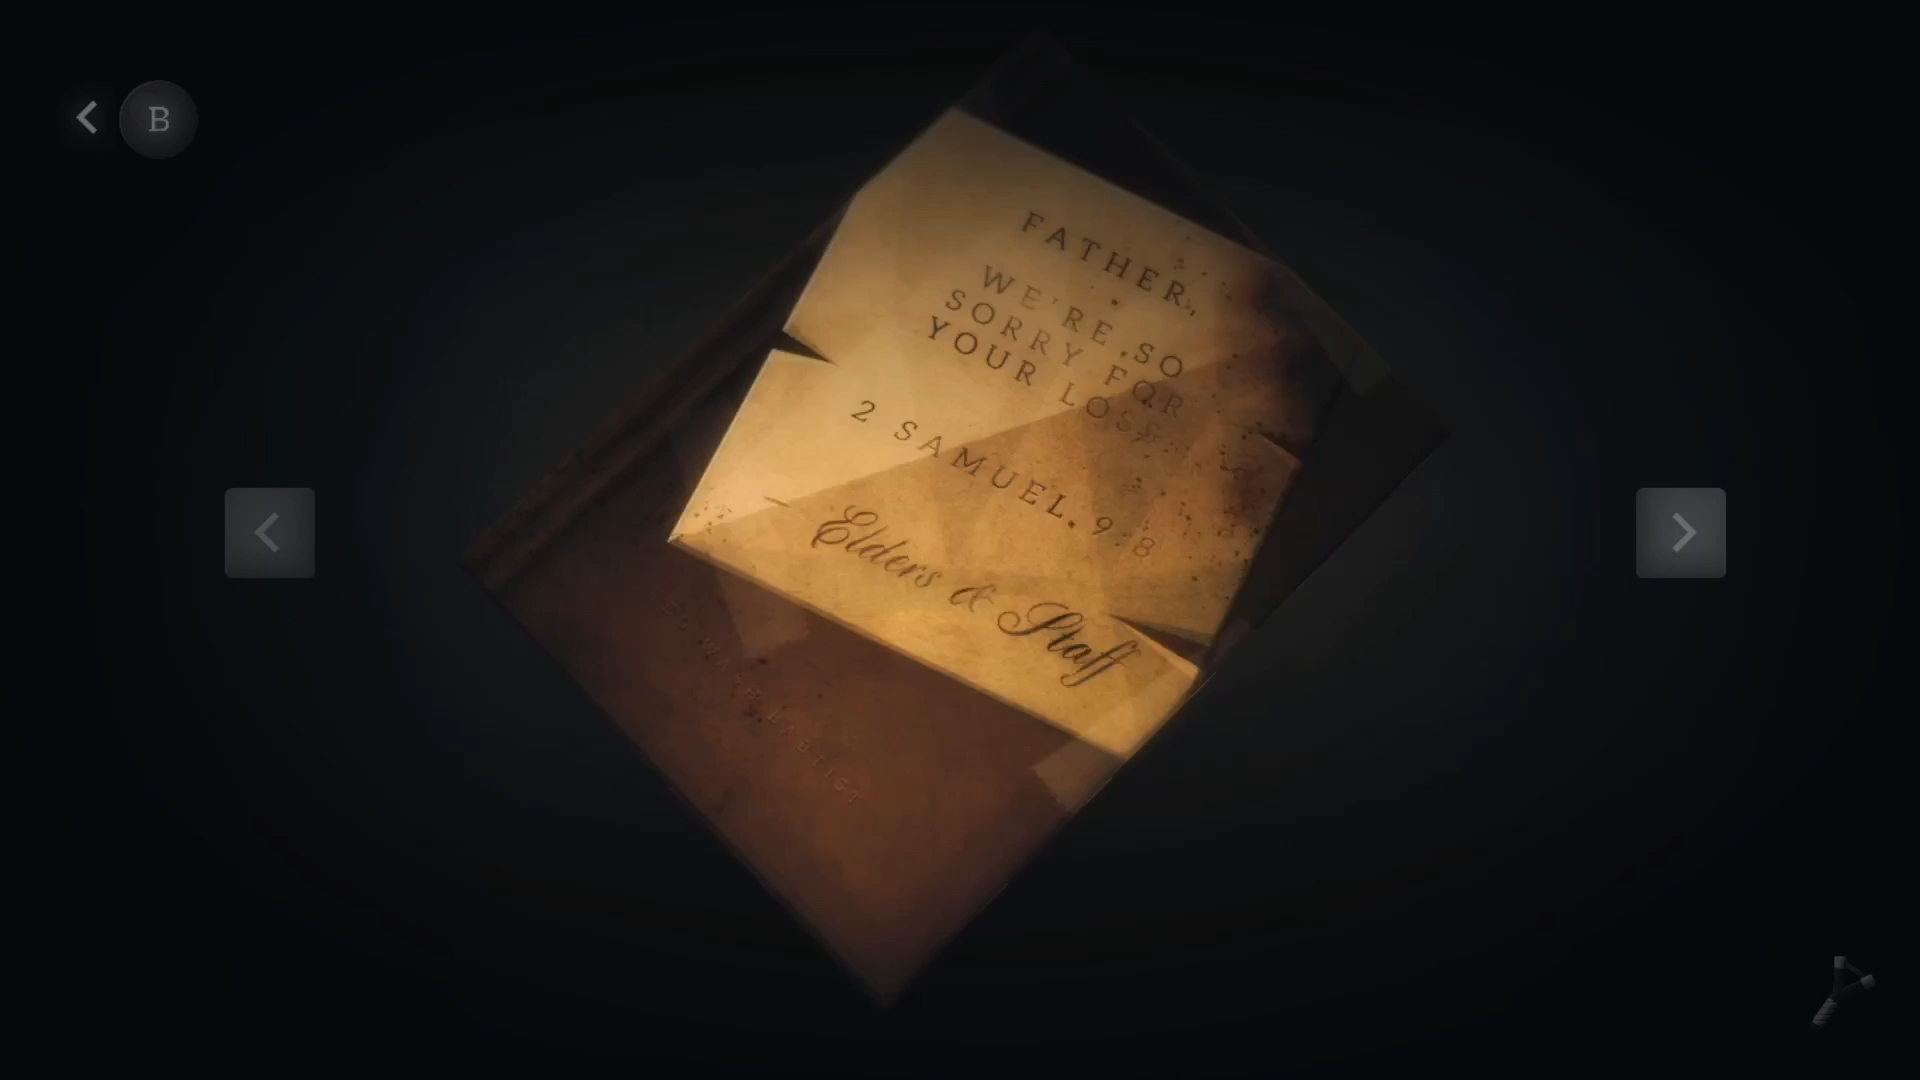 B
FATHER,
WE'RE SO
SORRY FOR
YOUR LOSS.
2 SAMUEL. 9:8
— Elders & Staff